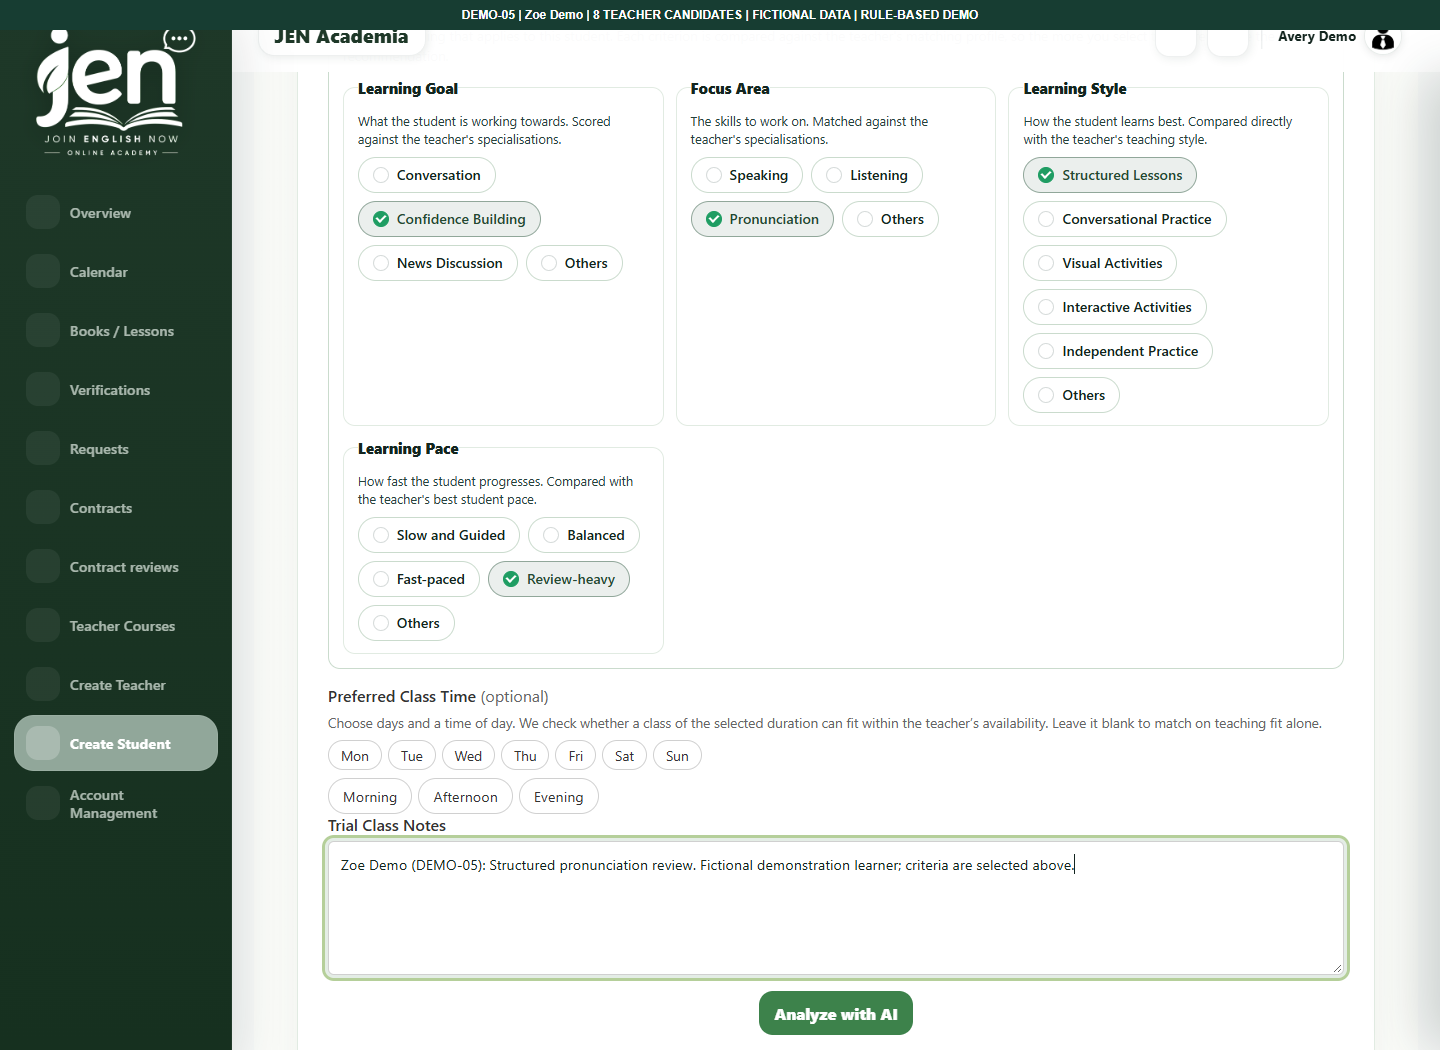 DEMO-05 | Zoe Demo | 8 TEACHER CANDIDATES | FICTIONAL DATA | RULE-BASED DEMO
jen
JOIN ENGLISH NOW
ONLINE ACADEMY
JEN Academia
Avery Demo
Overview
Calendar
Books / Lessons
Verifications
Requests
Contracts
Contract reviews
Teacher Courses
Create Teacher
Create Student
Account
Management
Learning Goal
What the student is working towards. Scored
against the teacher's specialisations.
Conversation
Confidence Building
News Discussion
Others
Focus Area
The skills to work on. Matched against the
teacher's specialisations.
Speaking
Listening
Pronunciation
Others
Learning Style
How the student learns best. Compared directly
with the teacher's teaching style.
Structured Lessons
Conversational Practice
Visual Activities
Interactive Activities
Independent Practice
Others
Learning Pace
How fast the student progresses. Compared with
the teacher's best student pace.
Slow and Guided
Balanced
Fast-paced
Review-heavy
Others
Preferred Class Time (optional)
Choose days and a time of day. We check whether a class of the selected duration can fit within the teacher's availability. Leave it blank to match on teaching fit alone.
Mon Tue Wed Thu Fri Sat Sun
Morning Afternoon Evening
Trial Class Notes
Zoe Demo (DEMO-05): Structured pronunciation review. Fictional demonstration learner; criteria are selected above.
Analyze with AI